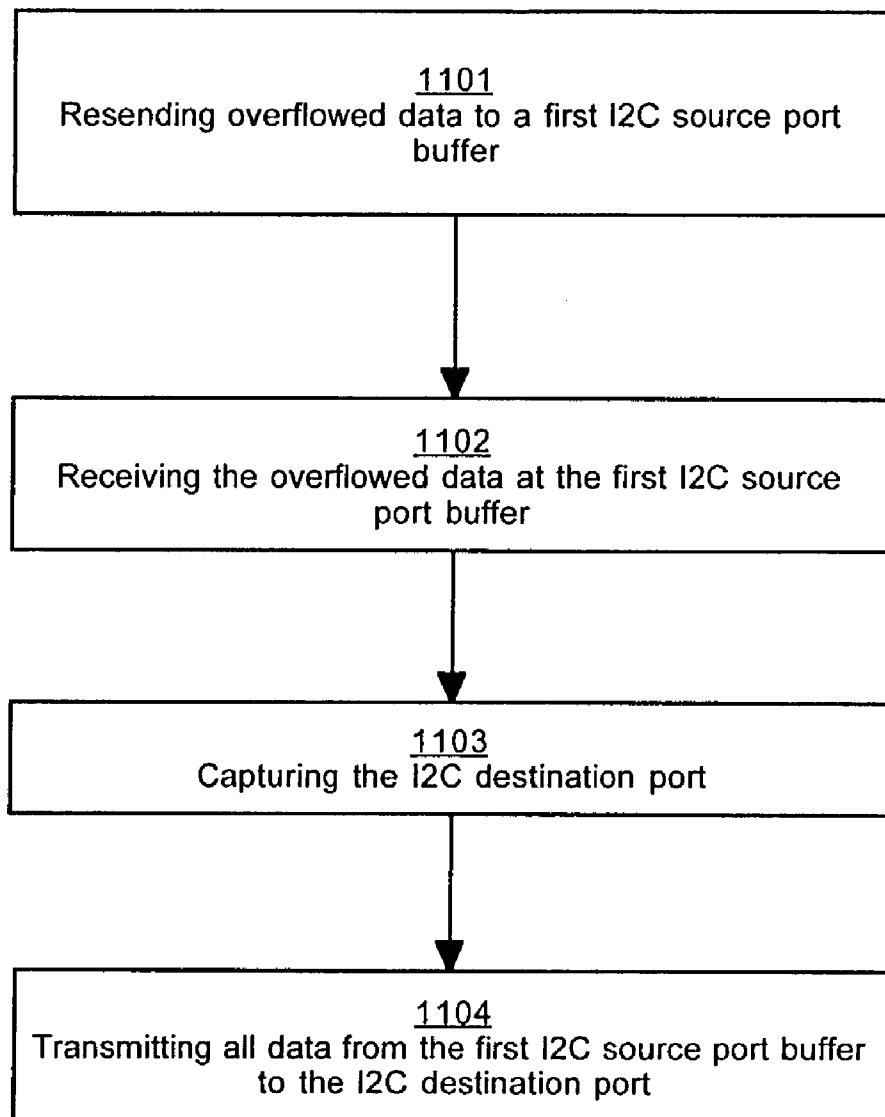 1101
Resending overflowed data to a first I2C source port
buffer
1102
Receiving the overflowed data at the first I2C source
port buffer
1103
Capturing the I2C destination port
1104
Transmitting all data from the first I2C source port buffer
to the I2C destination port